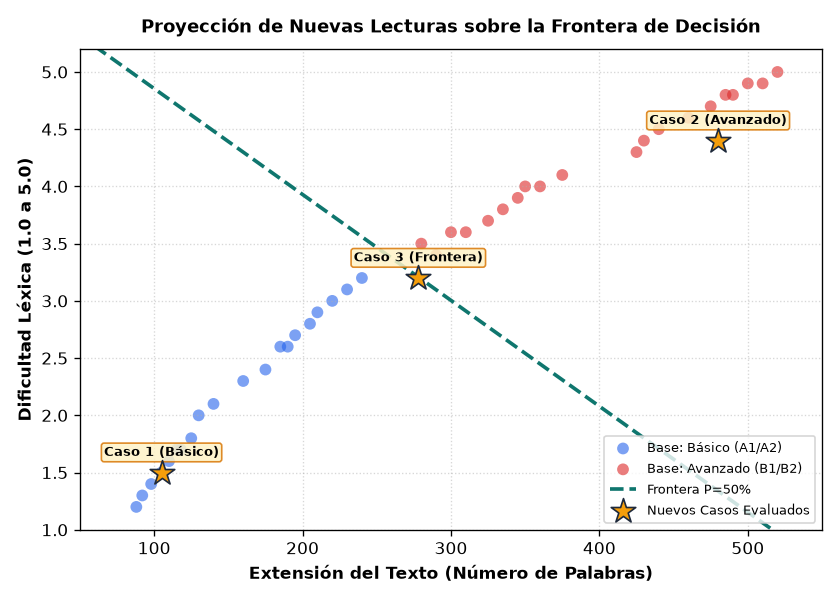 Proyección de Nuevas Lecturas sobre la Frontera de Decisión
Dificultad Léxica (1.0 a 5.0)
5.0
4.5
4.0
3.5
3.0
2.5
2.0
1.5
1.0
Caso 2 (Avanzado)
Caso 3 (Frontera)
Caso 1 (Básico)
Base: Básico (A1/A2)
Base: Avanzado (B1/B2)
Frontera P=50%
Nuevos Casos Evaluados
100 200 300 400 500
Extensión del Texto (Número de Palabras)